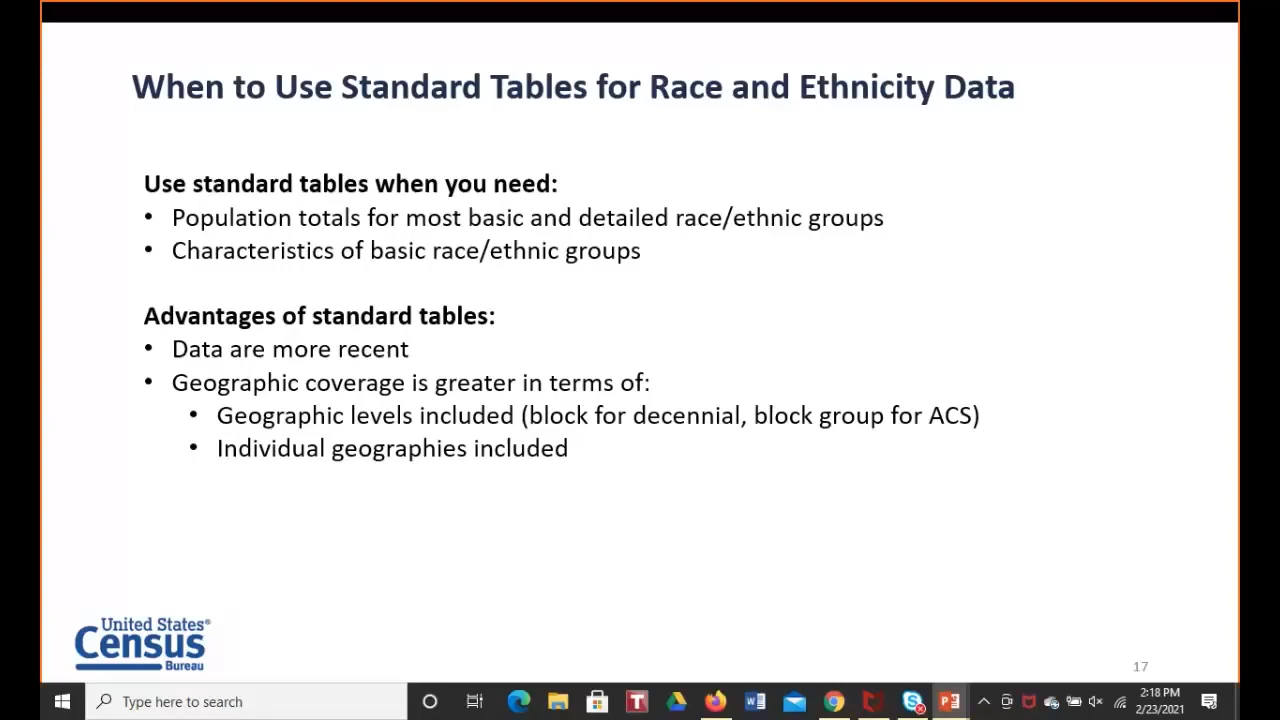 When to Use Standard Tables for Race and Ethnicity Data
Use standard tables when you need:
• Population totals for most basic and detailed race/ethnic groups
• Characteristics of basic race/ethnic groups
Advantages of standard tables:
• Data are more recent
• Geographic coverage is greater in terms of:
• Geographic levels included (block for decennial, block group for ACS)
• Individual geographies included
United States®
Census
Bureau
17
Type here to search
2:18 PM
2/23/2021